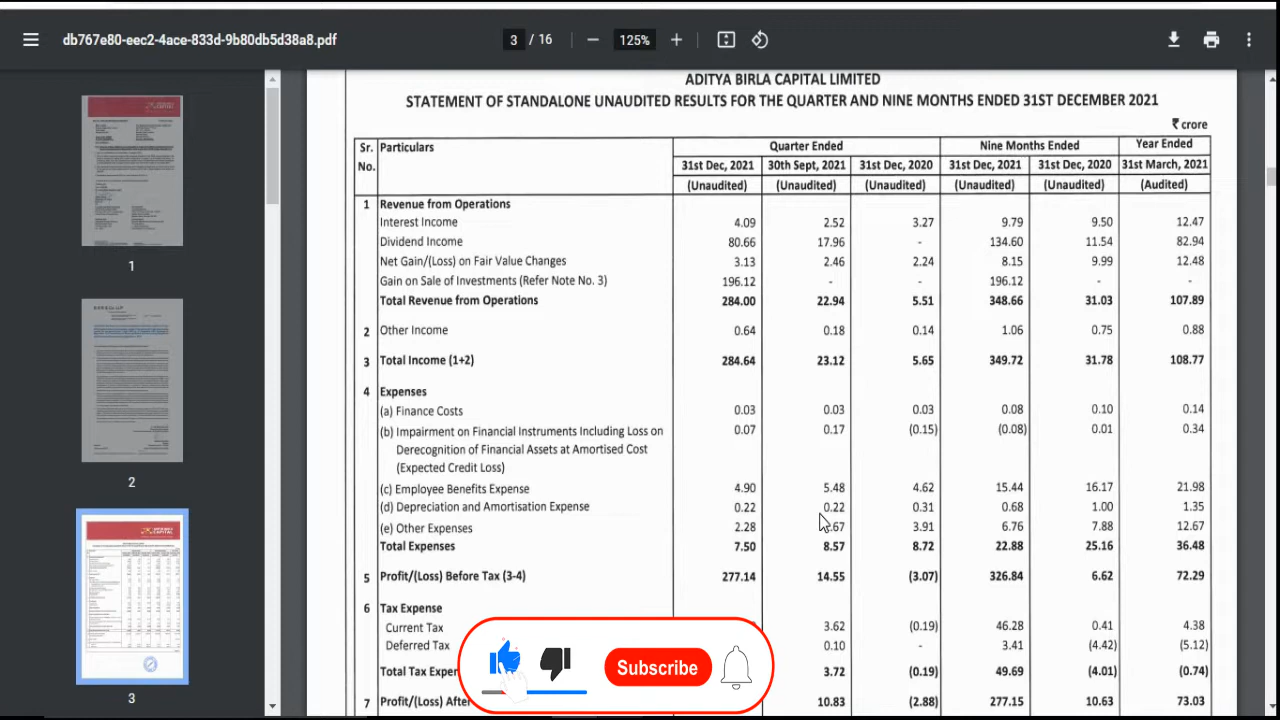 db767e80-eec2-4ace-833d-9b80db5d38a8.pdf 3 / 16 125%
1
2
3
ADITYA BIRLA CAPITAL LIMITED
STATEMENT OF STANDALONE UNAUDITED RESULTS FOR THE QUARTER AND NINE MONTHS ENDED 31ST DECEMBER 2021
₹ crore
Sr. No. Particulars Quarter Ended Nine Months Ended Year Ended
31st Dec, 2021 30th Sept, 2021 31st Dec, 2020 31st Dec, 2021 31st Dec, 2020 31st March, 2021
(Unaudited) (Unaudited) (Unaudited) (Unaudited) (Unaudited) (Audited)
1 Revenue from Operations
Interest Income 4.09 2.52 3.27 9.79 9.50 12.47
Dividend Income 80.66 17.96 - 134.60 11.54 82.94
Net Gain/(Loss) on Fair Value Changes 3.13 2.46 2.24 8.15 9.99 12.48
Gain on Sale of Investments (Refer Note No. 3) 196.12 - - 196.12 - -
Total Revenue from Operations 284.00 22.94 5.51 348.66 31.03 107.89
2 Other Income 0.64 0.18 0.14 1.06 0.75 0.88
3 Total Income (1+2) 284.64 23.12 5.65 349.72 31.78 108.77
4 Expenses
(a) Finance Costs 0.03 0.03 0.03 0.08 0.10 0.14
(b) Impairment on Financial Instruments Including Loss on 0.07 0.17 (0.15) (0.08) 0.01 0.34
Derecognition of Financial Assets at Amortised Cost
(Expected Credit Loss)
(c) Employee Benefits Expense 4.90 5.48 4.62 15.44 16.17 21.98
(d) Depreciation and Amortisation Expense 0.22 0.22 0.31 0.68 1.00 1.35
(e) Other Expenses 2.28 .67 3.91 6.76 7.88 12.67
Total Expenses 7.50 8.57 8.72 22.88 25.16 36.48
5 Profit/(Loss) Before Tax (3-4) 277.14 14.55 (3.07) 326.84 6.62 72.29
6 Tax Expense
Current Tax 3.62 (0.19) 46.28 0.41 4.38
Deferred Tax 0.10 - 3.41 (4.42) (5.12)
Total Tax 3.72 (0.19) 49.69 (4.01) (0.74)
7 Profit/(Loss) 10.83 (2.88) 277.15 10.63 73.03
Subscribe